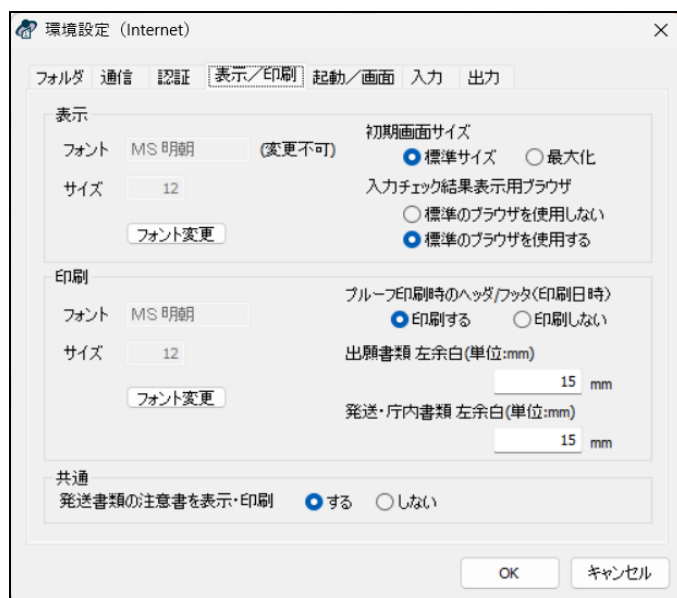 環境設定（Internet）
フォルダ 通信 認証 表示／印刷 起動／画面 入力 出力
表示
フォント MS 明朝 (変更不可)
サイズ 12
フォント変更
初期画面サイズ
標準サイズ 最大化
入力チェック結果表示用ブラウザ
標準のブラウザを使用しない
標準のブラウザを使用する
印刷
フォント MS 明朝
サイズ 12
フォント変更
プルーフ印刷時のヘッダ/フッタ(印刷日時)
印刷する 印刷しない
出願書類 左余白(単位:mm)
15 mm
発送・庁内書類 左余白(単位:mm)
15 mm
共通
発送書類の注意書を表示・印刷 する しない
OK キャンセル